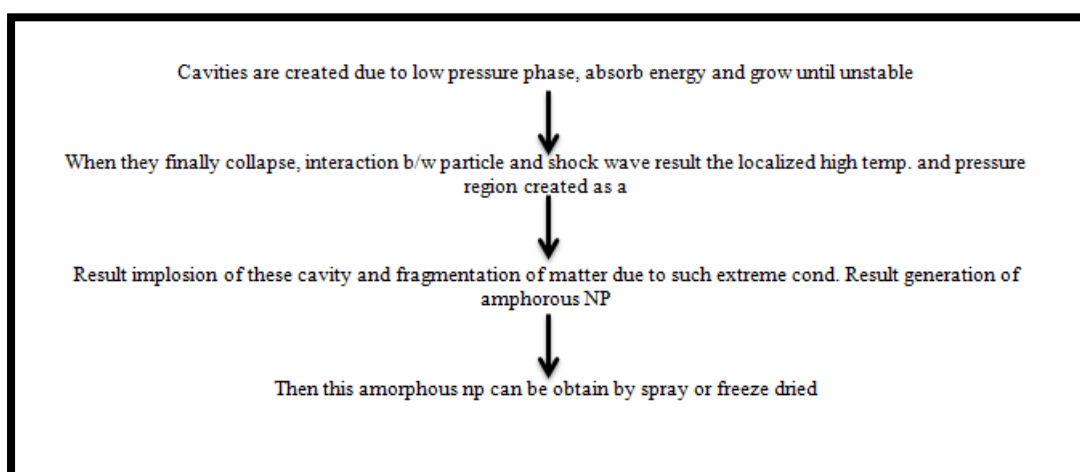 Cavities are created due to low pressure phase, absorb energy and grow until unstable
When they finally collapse, interaction b/w particle and shock wave result the localized high temp. and pressure
region created as a
Result implosion of these cavity and fragmentation of matter due to such extreme cond. Result generation of
amphorous NP
Then this amorphous np can be obtain by spray or freeze dried